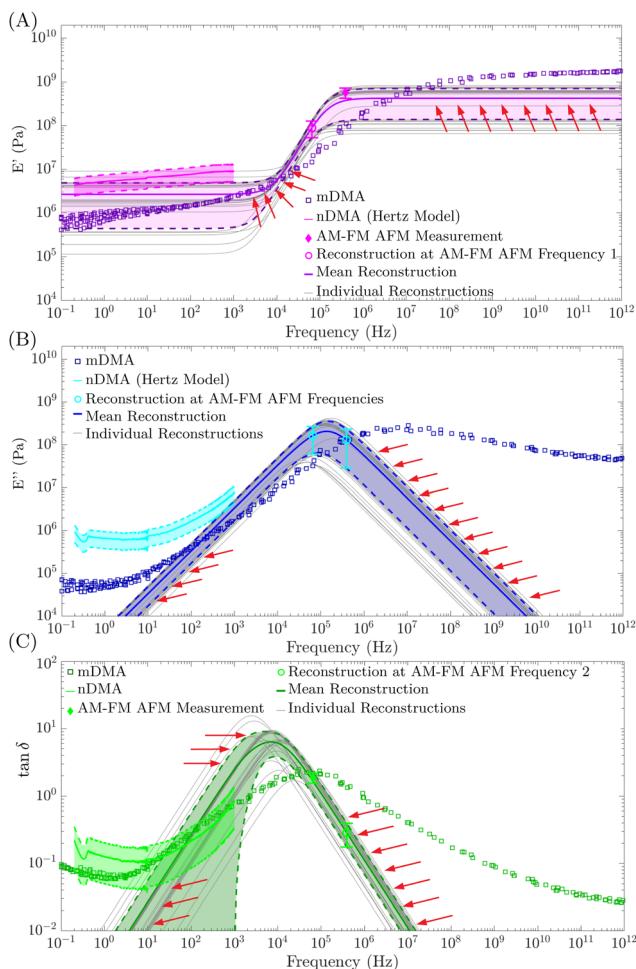 (A)
10^10
10^9
10^8
10^7
10^6
10^5
10^4
E' (Pa)
mDMA
nDMA (Hertz Model)
AM-FM AFM Measurement
Reconstruction at AM-FM AFM Frequency 1
Mean Reconstruction
Individual Reconstructions
10^-1 10^0 10^1 10^2 10^3 10^4 10^5 10^6 10^7 10^8 10^9 10^10 10^11 10^12
Frequency (Hz)
(B)
10^10
10^9
10^8
10^7
10^6
10^5
10^4
E'' (Pa)
mDMA
nDMA (Hertz Model)
Reconstruction at AM-FM AFM Frequencies
Mean Reconstruction
Individual Reconstructions
10^-1 10^0 10^1 10^2 10^3 10^4 10^5 10^6 10^7 10^8 10^9 10^10 10^11 10^12
Frequency (Hz)
(C)
10^2
10^1
10^0
10^-1
10^-2
tan δ
mDMA
nDMA
AM-FM AFM Measurement
Reconstruction at AM-FM AFM Frequency 2
Mean Reconstruction
Individual Reconstructions
10^-1 10^0 10^1 10^2 10^3 10^4 10^5 10^6 10^7 10^8 10^9 10^10 10^11 10^12
Frequency (Hz)